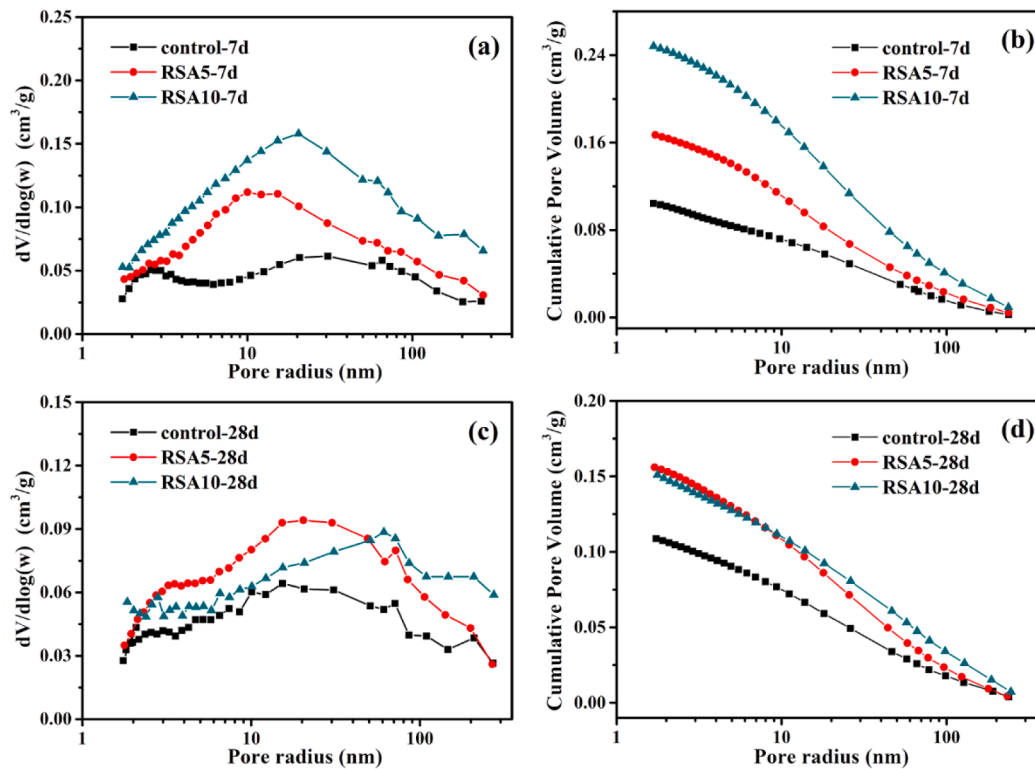 (a)
control-7d
RSA5-7d
RSA10-7d
dV/dlog(w) (cm³/g)
0.25
0.20
0.15
0.10
0.05
0.00
1
10
100
Pore radius (nm)
(b)
control-7d
RSA5-7d
RSA10-7d
Cumulative Pore Volume (cm³/g)
0.24
0.16
0.08
0.00
1
10
100
Pore radius (nm)
(c)
control-28d
RSA5-28d
RSA10-28d
dV/dlog(w) (cm³/g)
0.15
0.12
0.09
0.06
0.03
0.00
1
10
100
Pore radius (nm)
(d)
control-28d
RSA5-28d
RSA10-28d
Cumulative Pore Volume (cm³/g)
0.20
0.15
0.10
0.05
0.00
1
10
100
Pore radius (nm)